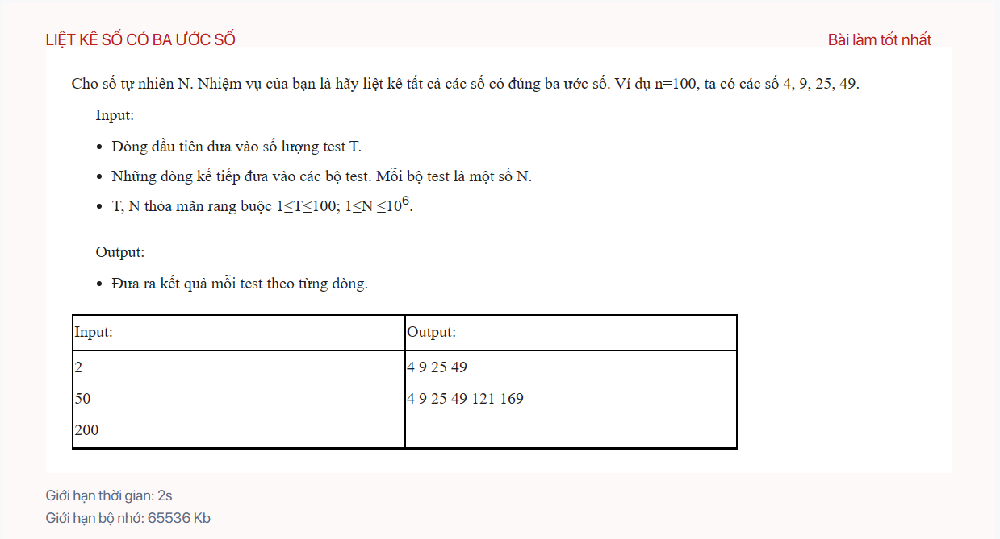 LIỆT KÊ SỐ CÓ BA ƯỚC SỐ
Bài làm tốt nhất
Cho số tự nhiên N. Nhiệm vụ của bạn là hãy liệt kê tất cả các số có đúng ba ước số. Ví dụ n=100, ta có các số 4, 9, 25, 49.
Input:
• Dòng đầu tiên đưa vào số lượng test T.
• Những dòng kế tiếp đưa vào các bộ test. Mỗi bộ test là một số N.
• T, N thỏa mãn rang buộc 1≤T≤100; 1≤N ≤10⁶.
Output:
• Đưa ra kết quả mỗi test theo từng dòng.
Input: Output:
2 4 9 25 49
50 4 9 25 49 121 169
200
Giới hạn thời gian: 2s
Giới hạn bộ nhớ: 65536 Kb